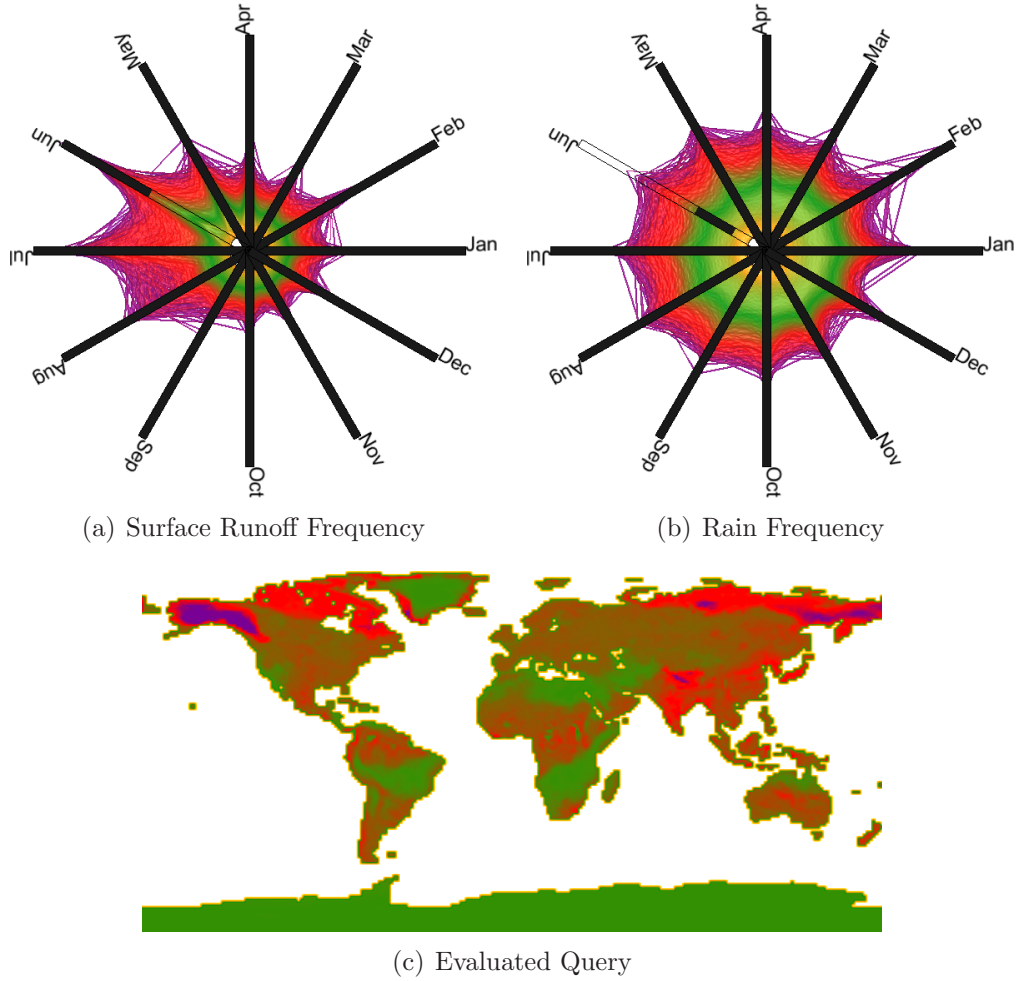 Apr
May
Mar
Jun
Feb
Jul
Jan
Aug
Dec
Sep
Nov
Oct
(a) Surface Runoff Frequency
Apr
May
Mar
Jun
Feb
Jul
Jan
Aug
Dec
Sep
Nov
Oct
(b) Rain Frequency
(c) Evaluated Query